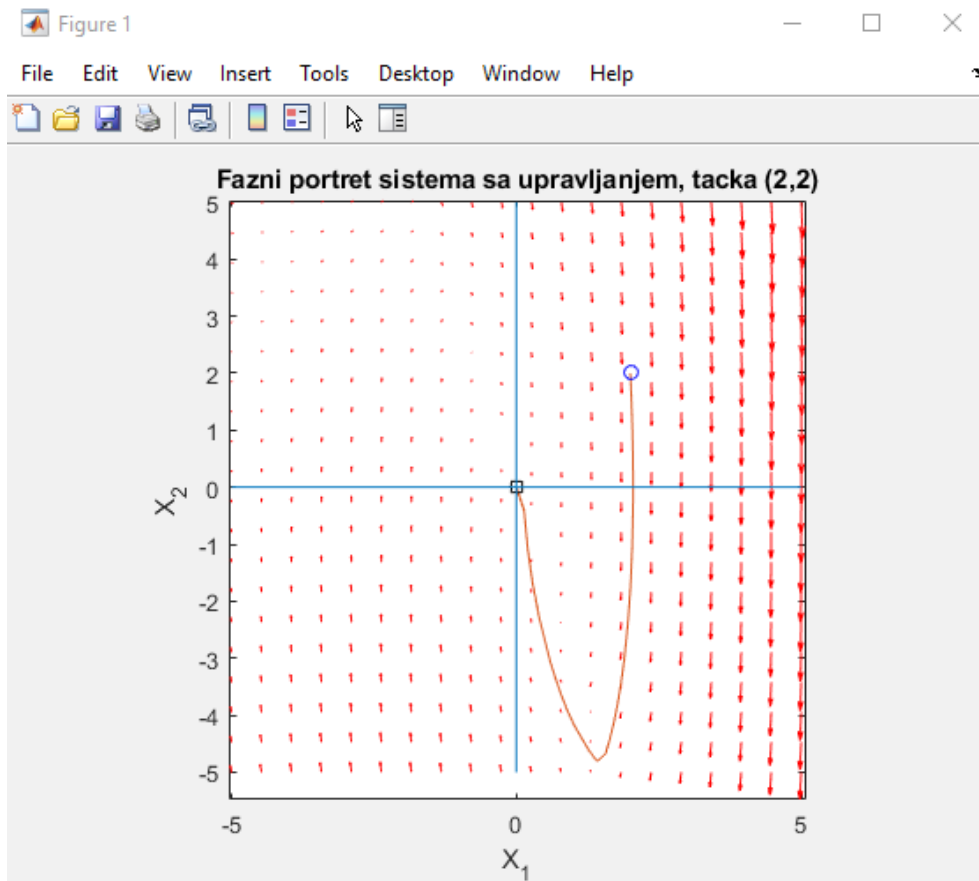 Figure 1
File Edit View Insert Tools Desktop Window Help
Fazni portret sistema sa upravljanjem, tacka (2,2)
5
4
3
2
1
0
-1
-2
-3
-4
-5
X2
-5 0 5
X1